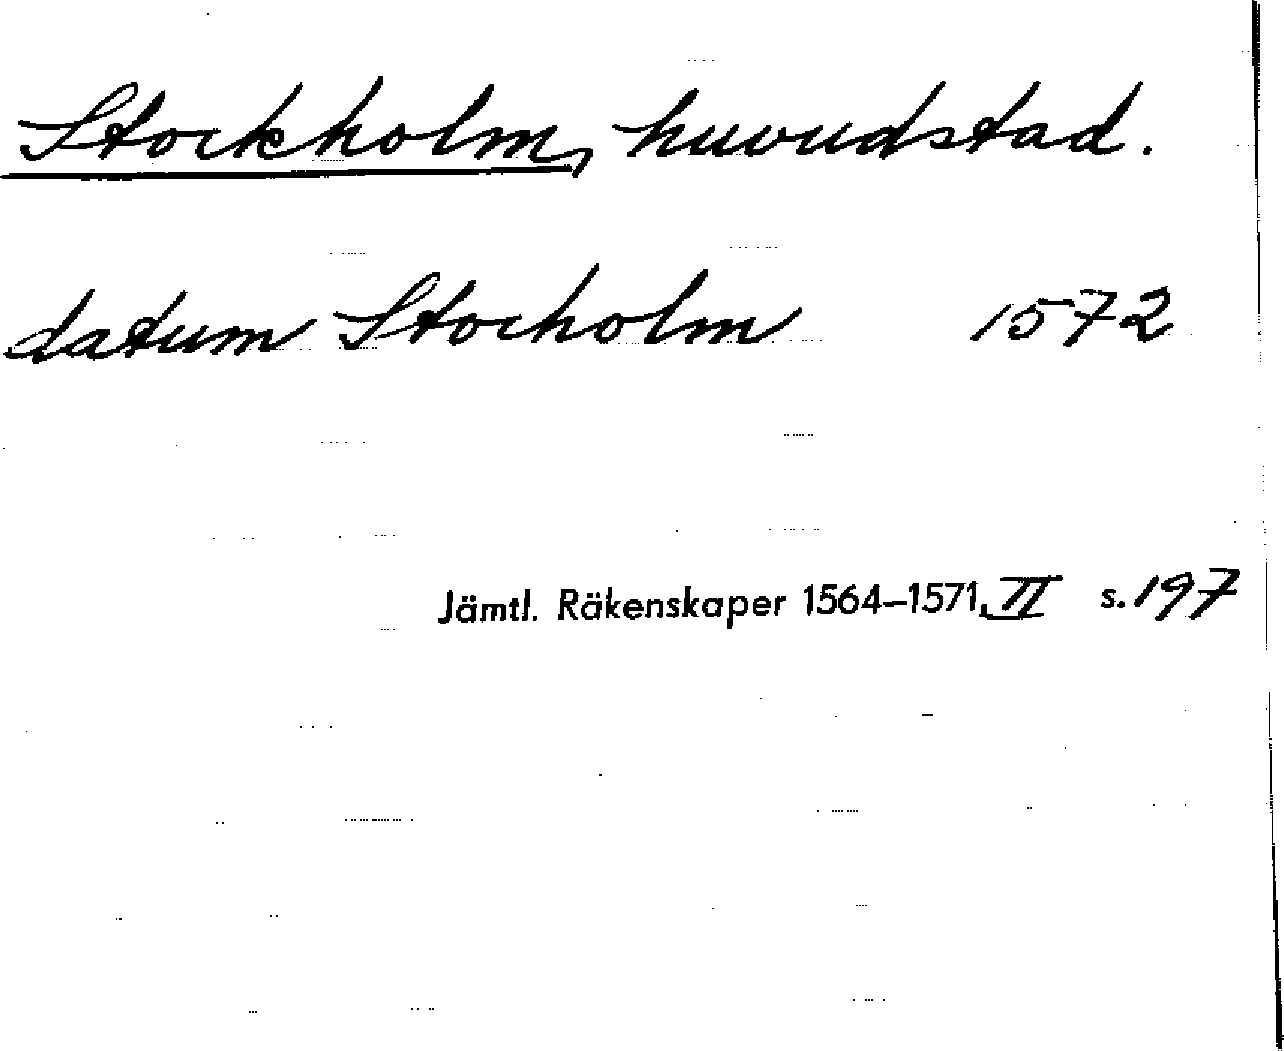 Stockholm, huvudstad.
datum Stocholm 1572
Jämtl. Räkenskaper 1564–1571, II s. 197